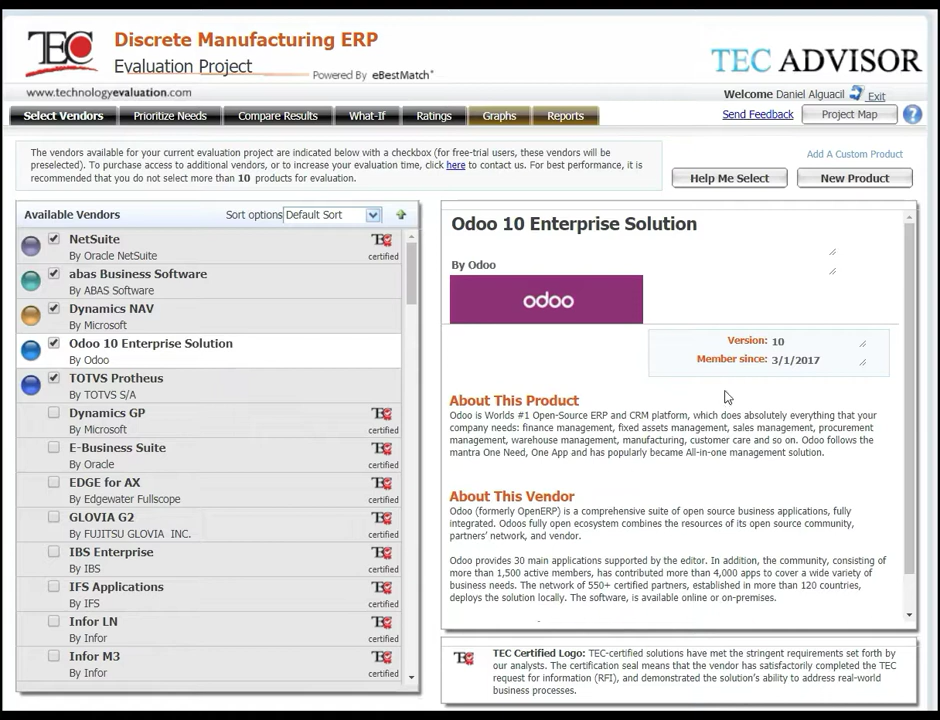 TEC
Discrete Manufacturing ERP
Evaluation Project
Powered By eBestMatch
www.technologyevaluation.com
TEC ADVISOR
Welcome Daniel Alguacil Exit
Select Vendors Prioritize Needs Compare Results What-If Ratings Graphs Reports
Send Feedback Project Map ?
The vendors available for your current evaluation project are indicated below with a checkbox (for free-trial users, these vendors will be
preselected). To purchase access to additional vendors, or to increase your evaluation time, click here to contact us. For best performance, it is
recommended that you do not select more than 10 products for evaluation.
Add A Custom Product
Help Me Select New Product
Available Vendors Sort options Default Sort
NetSuite
By Oracle NetSuite certified
abas Business Software
By ABAS Software
Dynamics NAV
By Microsoft
Odoo 10 Enterprise Solution
By Odoo
TOTVS Protheus
By TOTVS S/A
Dynamics GP
By Microsoft certified
E-Business Suite
By Oracle certified
EDGE for AX
By Edgewater Fullscope certified
GLOVIA G2
By FUJITSU GLOVIA INC. certified
IBS Enterprise
By IBS certified
IFS Applications
By IFS certified
Infor LN
By Infor certified
Infor M3
By Infor certified
Odoo 10 Enterprise Solution
By Odoo
odoo
Version: 10
Member since: 3/1/2017
About This Product
Odoo is Worlds #1 Open-Source ERP and CRM platform, which does absolutely everything that your
company needs: finance management, fixed assets management, sales management, procurement
management, warehouse management, manufacturing, customer care and so on. Odoo follows the
mantra One Need, One App and has popularly became All-in-one management solution.
About This Vendor
Odoo (formerly OpenERP) is a comprehensive suite of open source business applications, fully
integrated. Odoos fully open ecosystem combines the resources of its open source community,
partners' network, and vendor.
Odoo provides 30 main applications supported by the editor. In addition, the community, consisting of
more than 1,500 active members, has contributed more than 4,000 apps to cover a wide variety of
business needs. The network of 550+ certified partners, established in more than 120 countries,
deploys the solution locally. The software, is available online or on-premises.
TEC Certified Logo: TEC-certified solutions have met the stringent requirements set forth by
our analysts. The certification seal means that the vendor has satisfactorily completed the TEC
request for information (RFI), and demonstrated the solution's ability to address real-world
business processes.